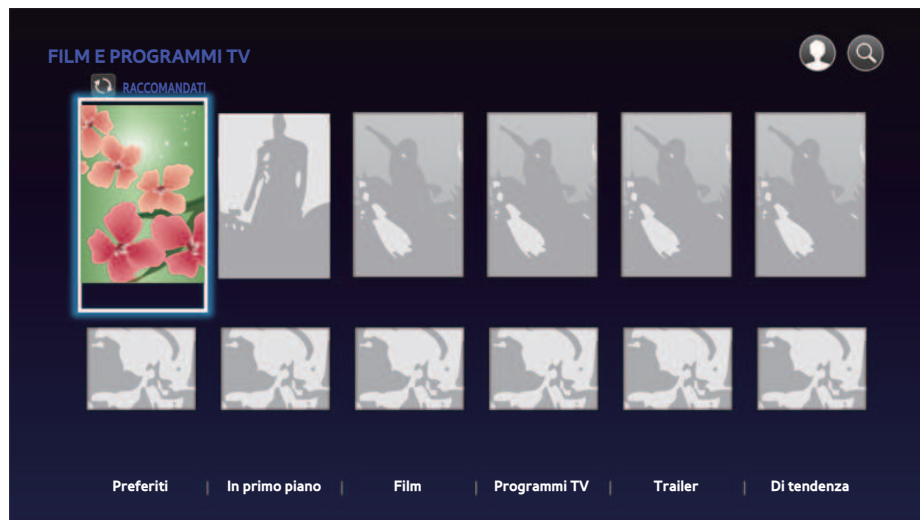 FILM E PROGRAMMI TV
RACCOMANDATI
Preferiti | In primo piano | Film | Programmi TV | Trailer | Di tendenza